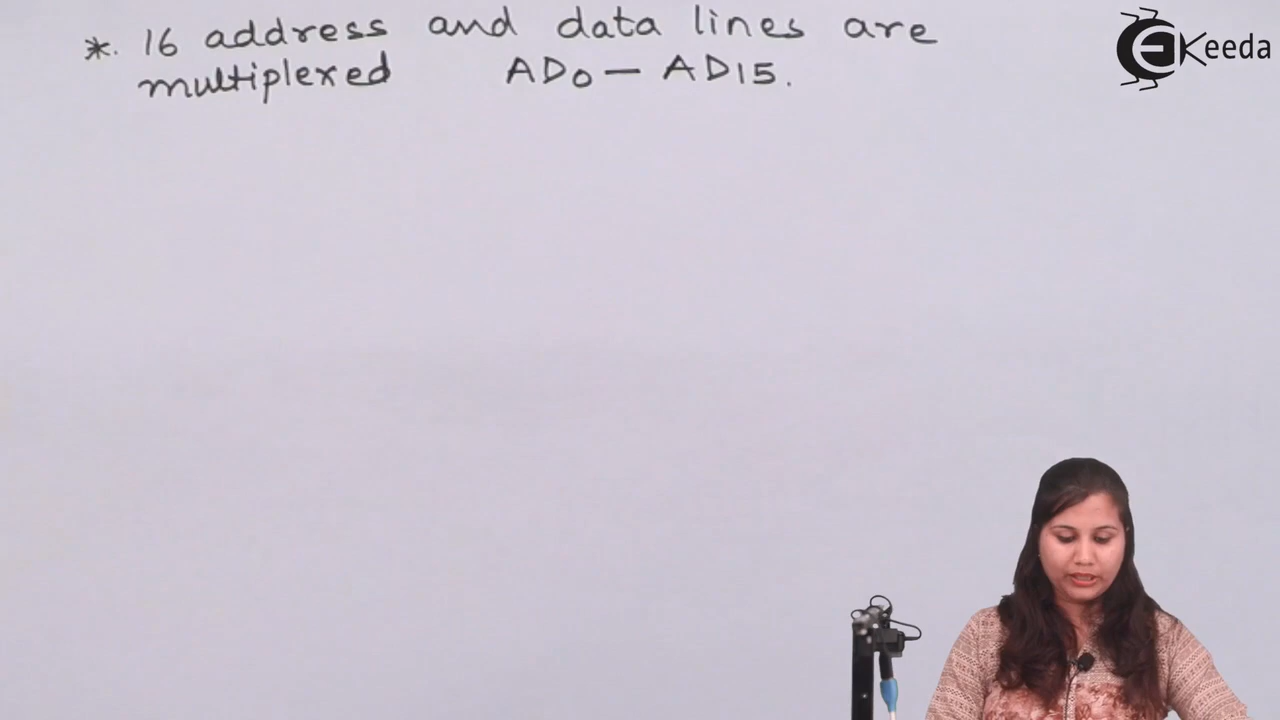 *. 16 address and data lines are
multiplexed AD0 - AD15.
EKeeda